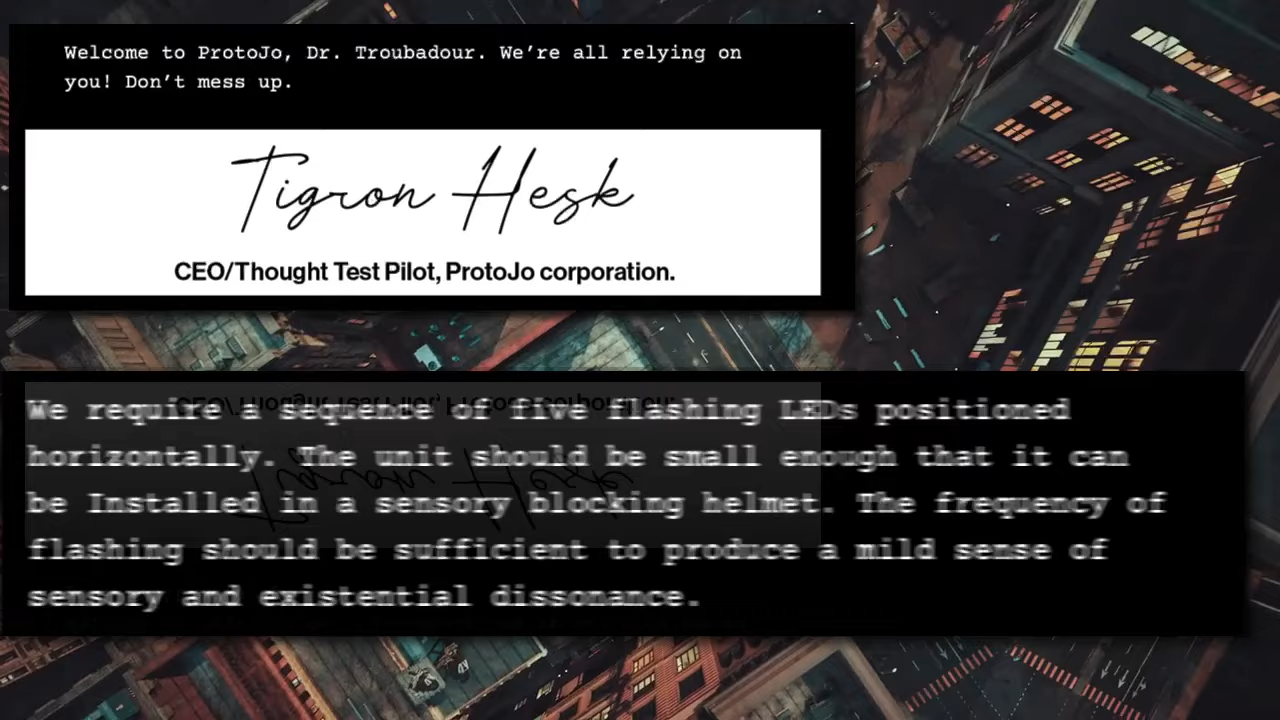 Welcome to ProtoJo, Dr. Troubadour. We’re all relying on
you! Don’t mess up.
Tigron Hesk
CEO/Thought Test Pilot, ProtoJo corporation.
We require a sequence of five flashing LEDs positioned
horizontally. The unit should be small enough that it can
be Installed in a sensory blocking helmet. The frequency of
flashing should be sufficient to produce a mild sense of
sensory and existential dissonance.